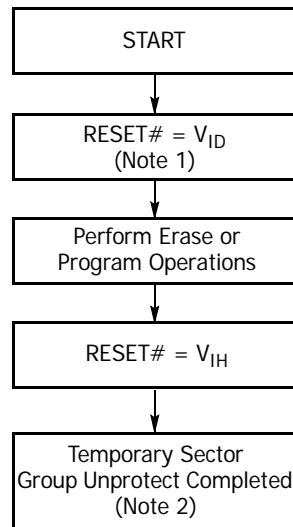 START
RESET# = VID
(Note 1)
Perform Erase or
Program Operations
RESET# = VIH
Temporary Sector
Group Unprotect Completed
(Note 2)